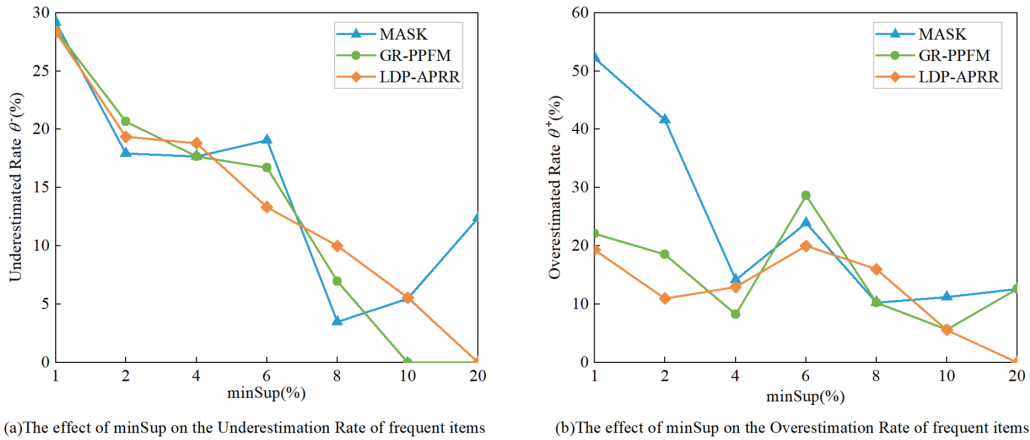 30
25
20
15
10
5
0
Underestimated Rate θ-(%)
MASK
GR-PPFM
LDP-APRR
1 2 4 6 8 10 20
minSup(%)
(a)The effect of minSup on the Underestimation Rate of frequent items
60
50
40
30
20
10
0
Overestimated Rate θ+(%)
MASK
GR-PPFM
LDP-APRR
1 2 4 6 8 10 20
minSup(%)
(b)The effect of minSup on the Overestimation Rate of frequent items